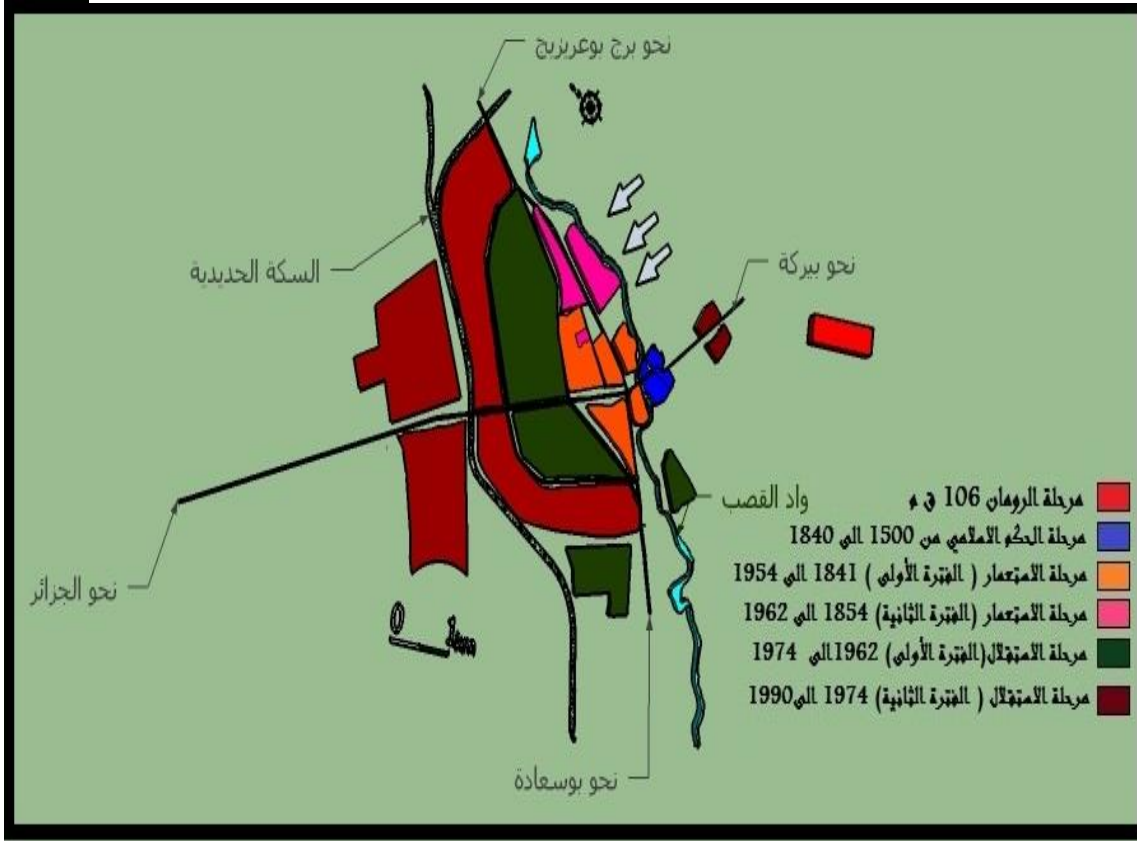 نحو برج بوعريريج
السكة الحديدية
نحو بيركة
واد القصب
نحو الجزائر
نحو بوسعادة
0
مرحلة الرومان 106 ق م
مرحلة الحكم الاسلامي من 1500 الى 1840
مرحلة الاستعمار ( الفترة الأولى ) 1841 الى 1954
مرحلة الاستعمار (الفترة الثانية) 1854 الى 1962
مرحلة الاستقلال(الفترة الأولى) 1962الى 1974
مرحلة الاستقلال ( الفترة الثانية) 1974 الى1990